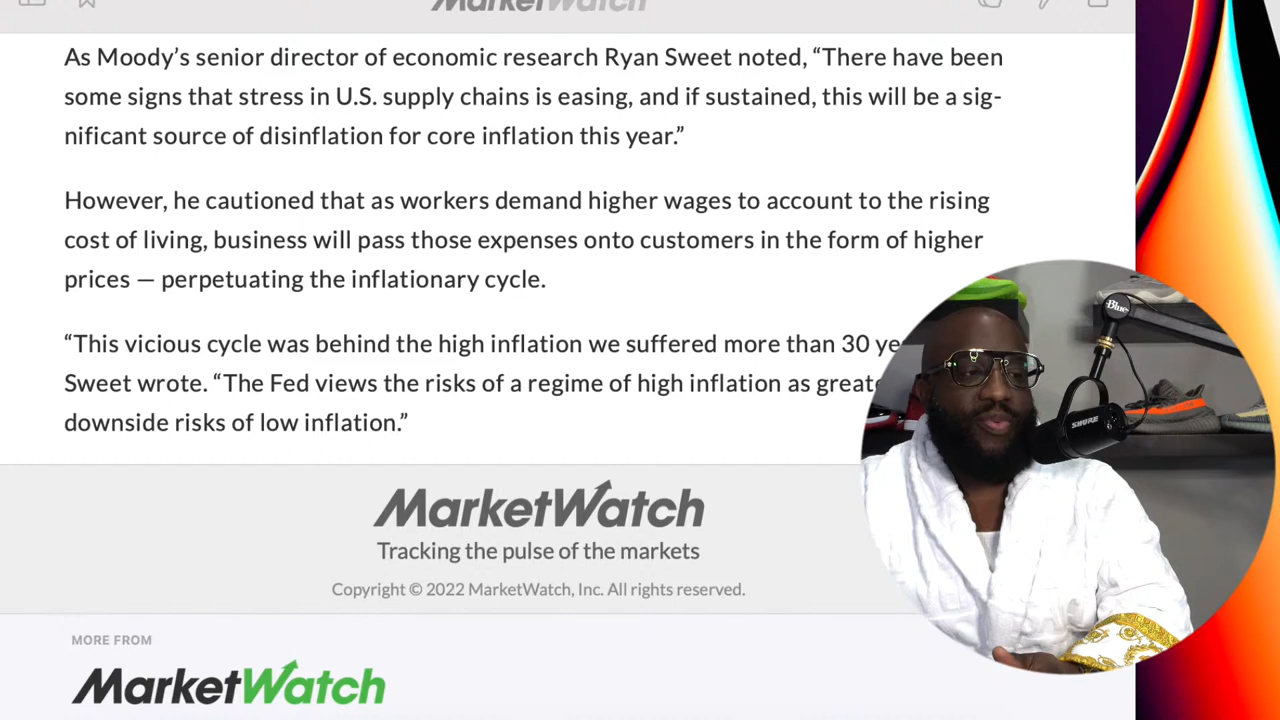 MarketWatch
As Moody’s senior director of economic research Ryan Sweet noted, “There have been
some signs that stress in U.S. supply chains is easing, and if sustained, this will be a sig-
nificant source of disinflation for core inflation this year.”
However, he cautioned that as workers demand higher wages to account to the rising
cost of living, business will pass those expenses onto customers in the form of higher
prices — perpetuating the inflationary cycle.
“This vicious cycle was behind the high inflation we suffered more than 30
Sweet wrote. “The Fed views the risks of a regime of high inflation as
downside risks of low inflation.”
MarketWatch
Tracking the pulse of the markets
Copyright © 2022 MarketWatch, Inc. All rights reserved.
MORE FROM
MarketWatch
Blue
SHURE